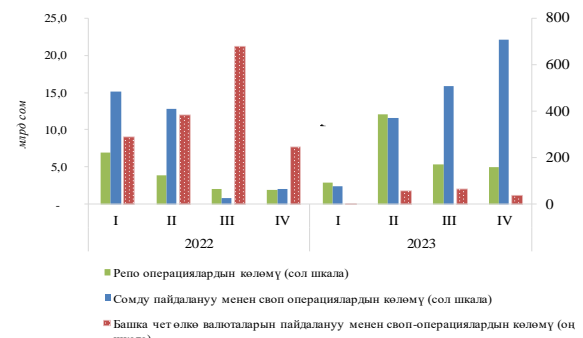 25,0 800
20,0
600
15,0
400
10,0
200
5,0
- 0
млрд сом
I II III IV I II III IV
2022 2023
Репо операциялардын көлөмү (сол шкала)
Сомду пайдалануу менен своп операциялардын көлөмү (сол шкала)
Башка чет өлкө валюталарын пайдалануу менен своп-операциялардын көлөмү (оң